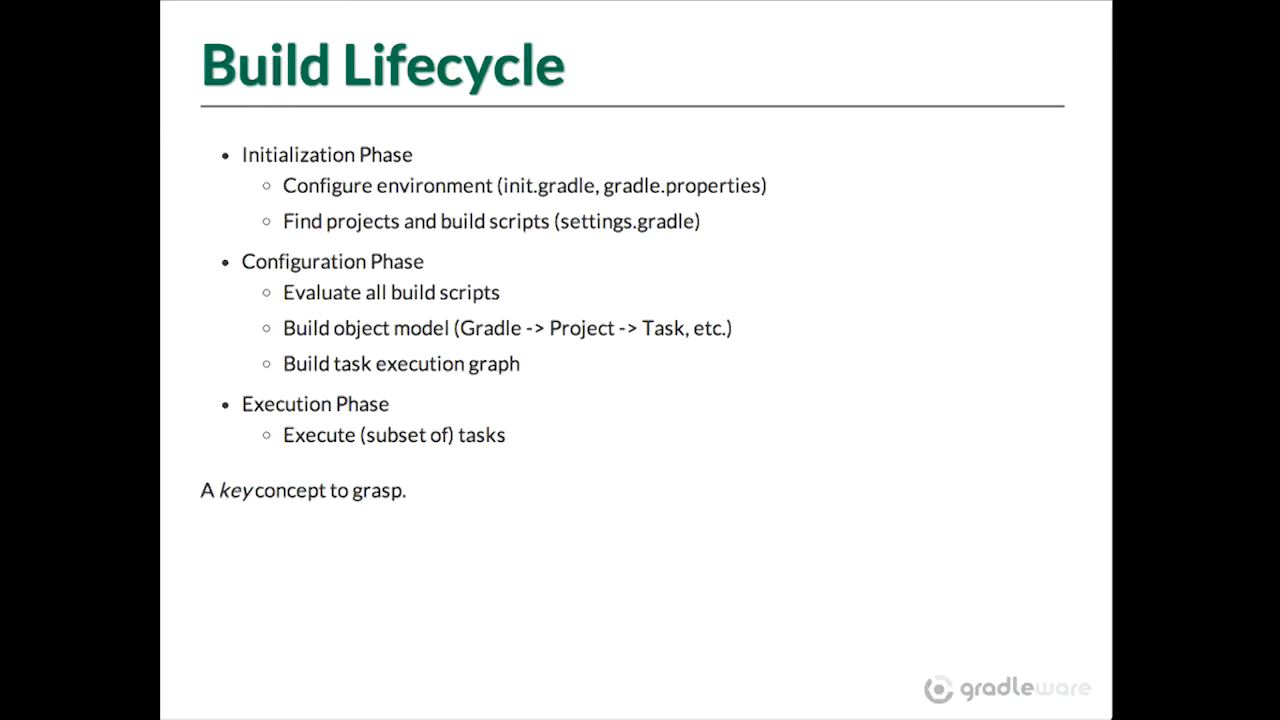 Build Lifecycle
• Initialization Phase
◦ Configure environment (init.gradle, gradle.properties)
◦ Find projects and build scripts (settings.gradle)
• Configuration Phase
◦ Evaluate all build scripts
◦ Build object model (Gradle -> Project -> Task, etc.)
◦ Build task execution graph
• Execution Phase
◦ Execute (subset of) tasks
A key concept to grasp.
gradleware